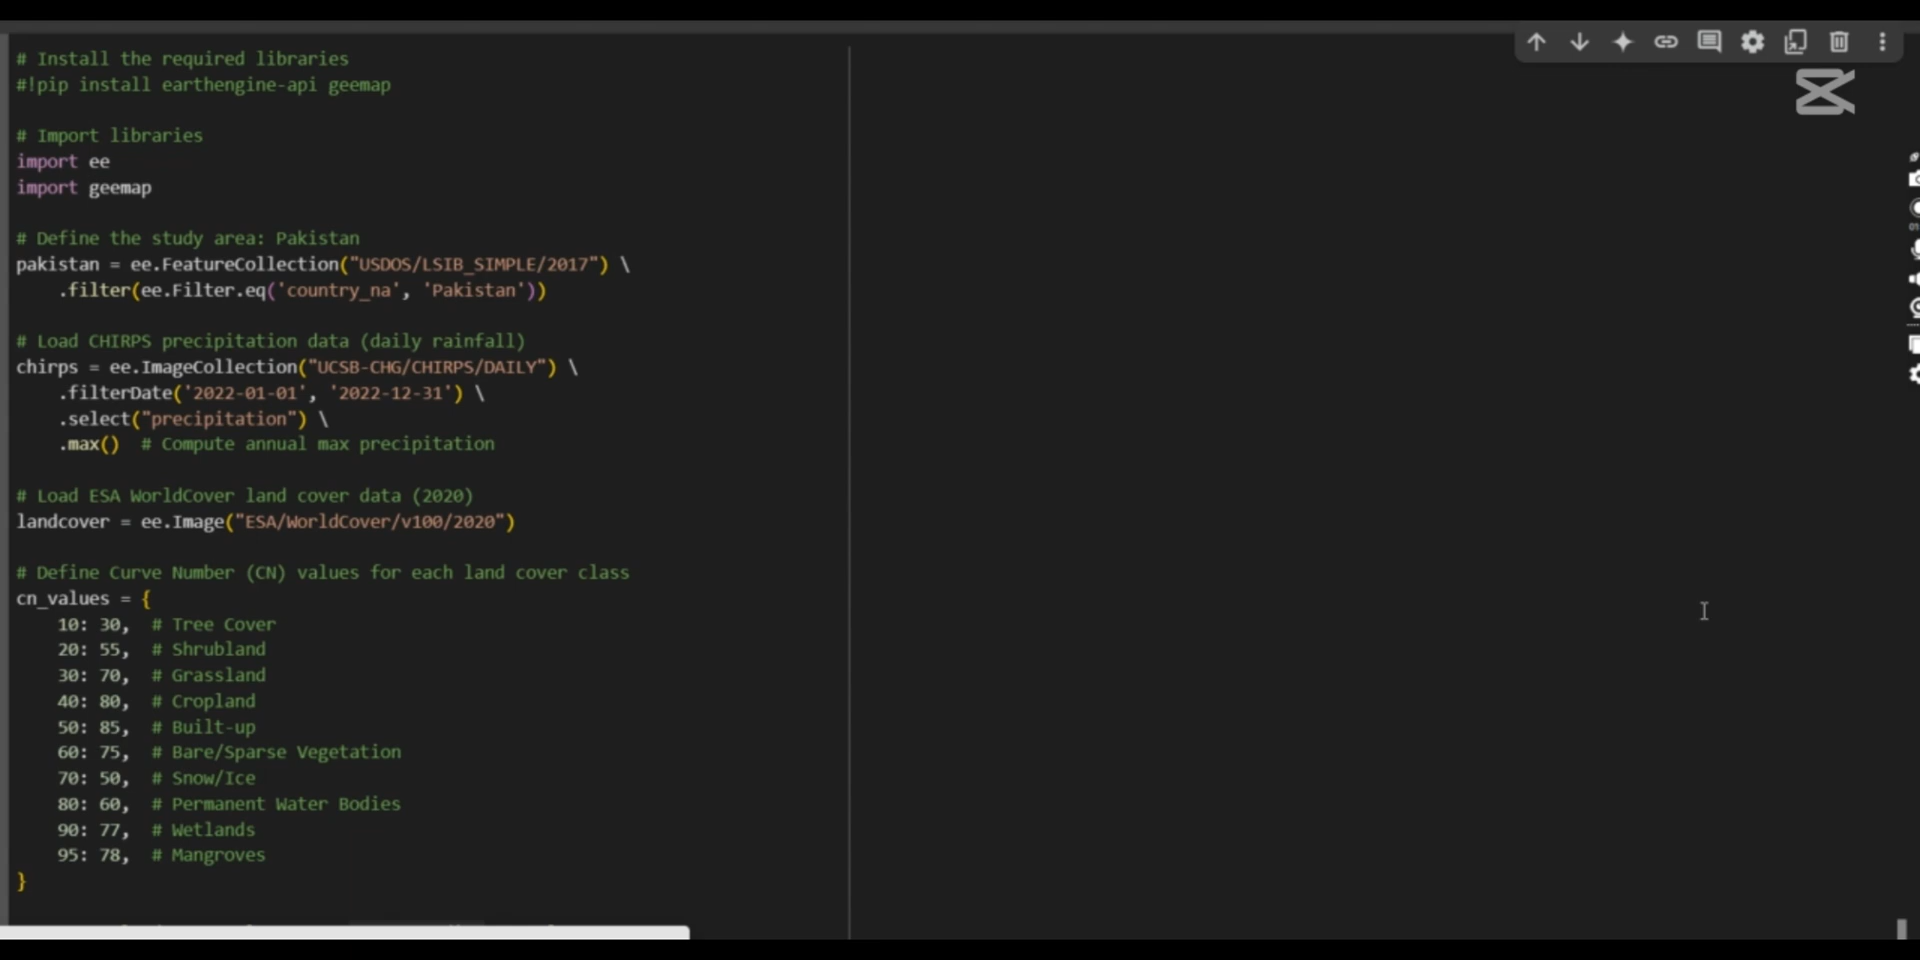 # Install the required libraries
#!pip install earthengine-api geemap
# Import libraries
import ee
import geemap
# Define the study area: Pakistan
pakistan = ee.FeatureCollection("USDOS/LSIB_SIMPLE/2017") \
.filter(ee.Filter.eq('country_na', 'Pakistan'))
# Load CHIRPS precipitation data (daily rainfall)
chirps = ee.ImageCollection("UCSB-CHG/CHIRPS/DAILY") \
.filterDate('2022-01-01', '2022-12-31') \
.select("precipitation") \
.max()  # Compute annual max precipitation
# Load ESA WorldCover land cover data (2020)
landcover = ee.Image("ESA/WorldCover/v100/2020")
# Define Curve Number (CN) values for each land cover class
cn_values = {
10: 30,  # Tree Cover
20: 55,  # Shrubland
30: 70,  # Grassland
40: 80,  # Cropland
50: 85,  # Built-up
60: 75,  # Bare/Sparse Vegetation
70: 50,  # Snow/Ice
80: 60,  # Permanent Water Bodies
90: 77,  # Wetlands
95: 78,  # Mangroves
}